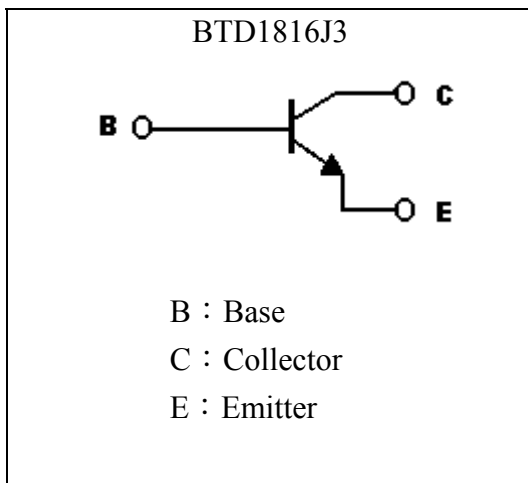 BTD1816J3
C
B
E
B：Base
C：Collector
E：Emitter